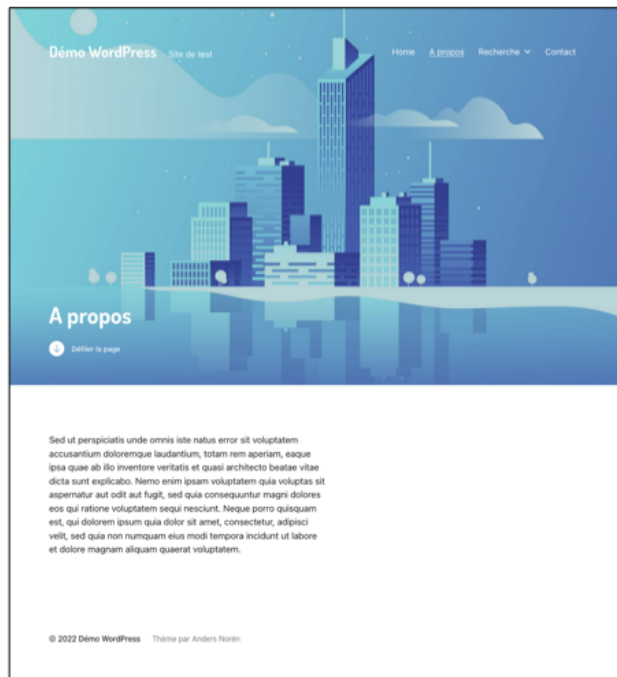 Démo WordPress Site de test Home A propos Recherche Contact
A propos
Défiler la page
Sed ut perspiciatis unde omnis iste natus error sit voluptatem
accusantium doloremque laudantium, totam rem aperiam, eaque
ipsa quae ab illo inventore veritatis et quasi architecto beatae vitae
dicta sunt explicabo. Nemo enim ipsam voluptatem quia voluptas sit
aspernatur aut odit aut fugit, sed quia consequuntur magni dolores
eos qui ratione voluptatem sequi nesciunt. Neque porro quisquam
est, qui dolorem ipsum quia dolor sit amet, consectetur, adipisci
velit, sed quia non numquam eius modi tempora incidunt ut labore
et dolore magnam aliquam quaerat voluptatem.
© 2022 Démo WordPress Thème par Anders Norén